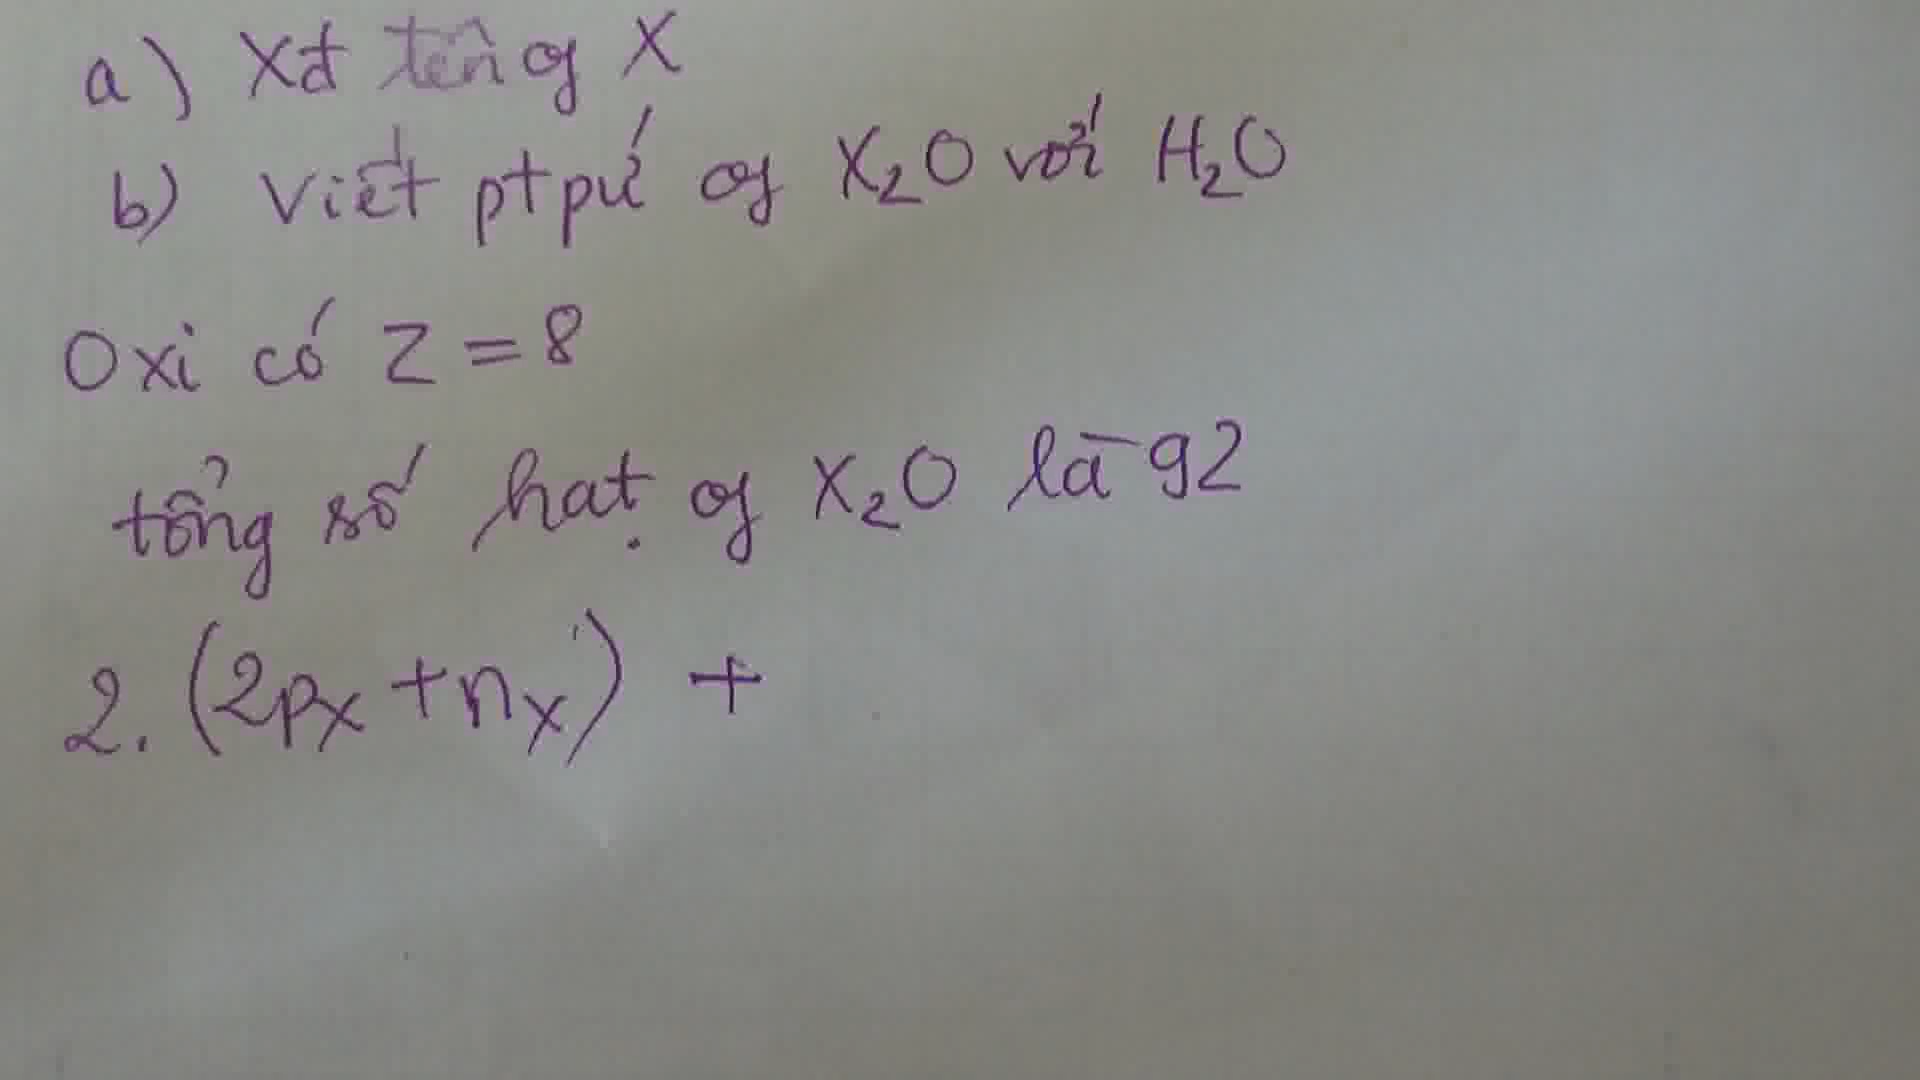 a) Xđ tên of X
b) Viết ptpứ of X₂O với H₂O
Oxi có Z = 8
tổng số hạt of X₂O là 92
2. (2pₓ + nₓ) +